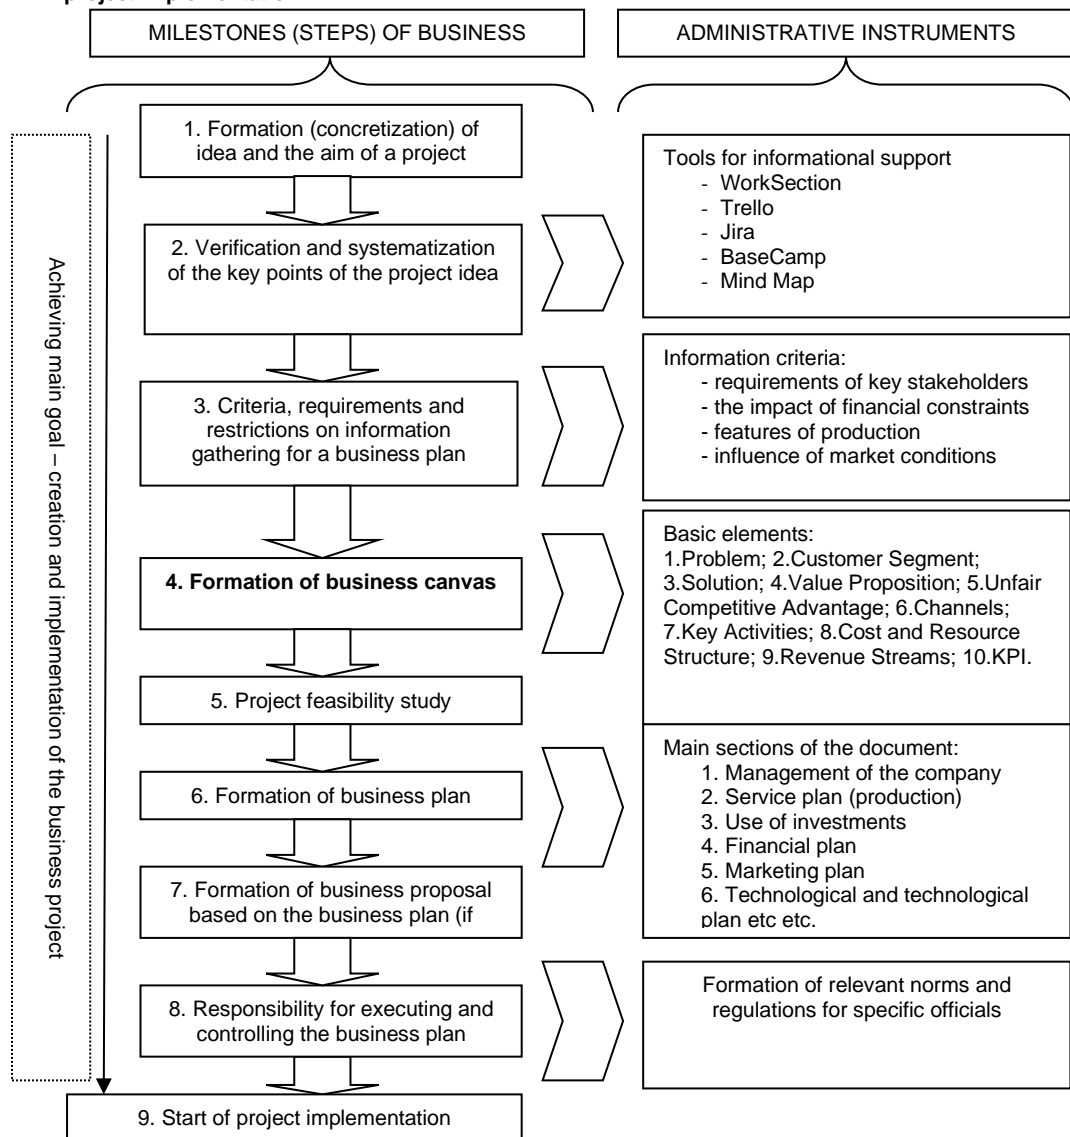 MILESTONES (STEPS) OF BUSINESS
ADMINISTRATIVE INSTRUMENTS
Achieving main goal – creation and implementation of the business project
1. Formation (concretization) of
idea and the aim of a project
2. Verification and systematization
of the key points of the project idea
3. Criteria, requirements and
restrictions on information
gathering for a business plan
4. Formation of business canvas
5. Project feasibility study
6. Formation of business plan
7. Formation of business proposal
based on the business plan (if
8. Responsibility for executing and
controlling the business plan
9. Start of project implementation
Tools for informational support
- WorkSection
- Trello
- Jira
- BaseCamp
- Mind Map
Information criteria:
- requirements of key stakeholders
- the impact of financial constraints
- features of production
- influence of market conditions
Basic elements:
1.Problem; 2.Customer Segment;
3.Solution; 4.Value Proposition; 5.Unfair
Competitive Advantage; 6.Channels;
7.Key Activities; 8.Cost and Resource
Structure; 9.Revenue Streams; 10.KPI.
Main sections of the document:
1. Management of the company
2. Service plan (production)
3. Use of investments
4. Financial plan
5. Marketing plan
6. Technological and technological
plan etc etc.
Formation of relevant norms and
regulations for specific officials